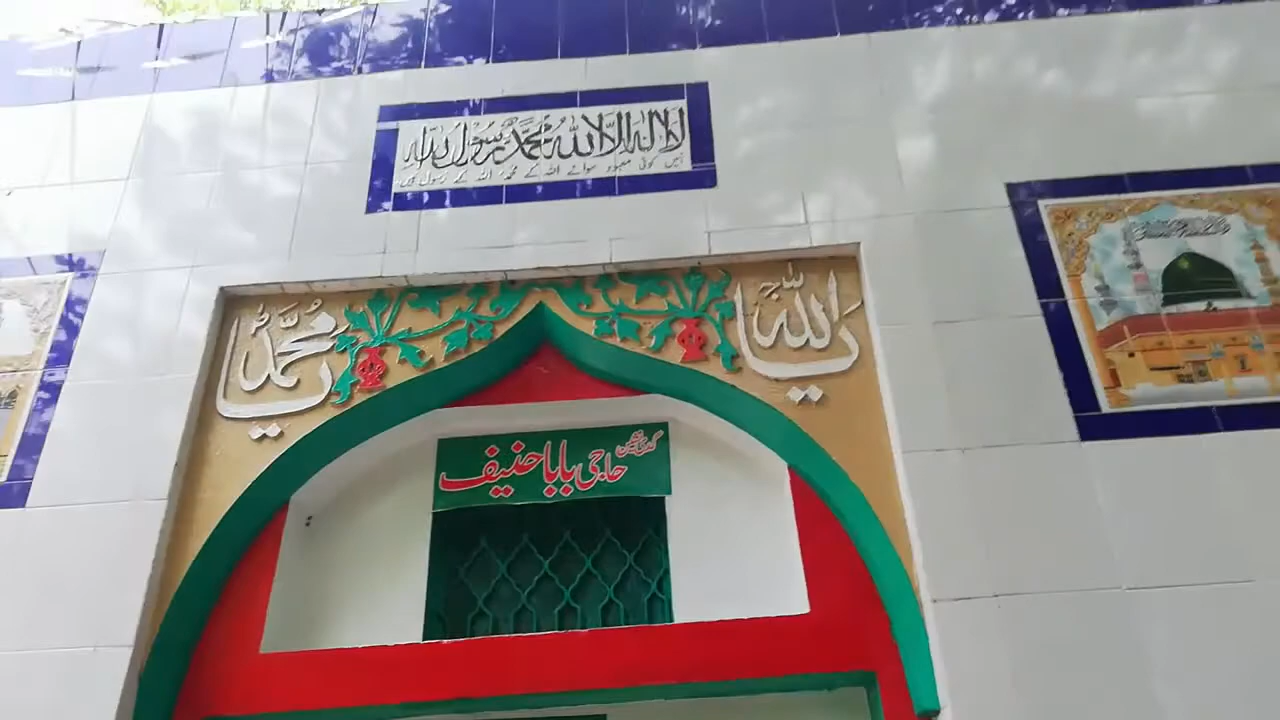 لا الہ الا اللہ محمد رسول اللہ
نہیں کوئی معبود سوائے اللہ کے محمدؐ اللہ کے رسول ہیں
یا اللہ
یا محمد
حاجی بابا حنیف